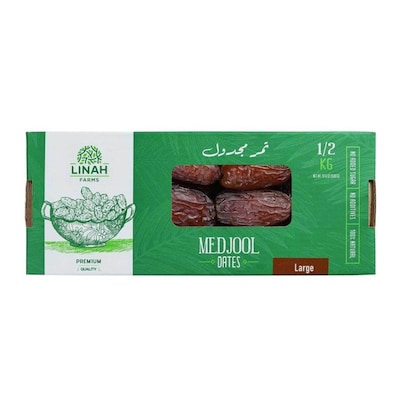 LINAH
FARMS
PREMIUM
QUALITY
تمر مجدول
MEDJOOL
DATES
1/2
KG
Large
NO ADDED SUGAR
NO ADDITIVES
100% NATURAL